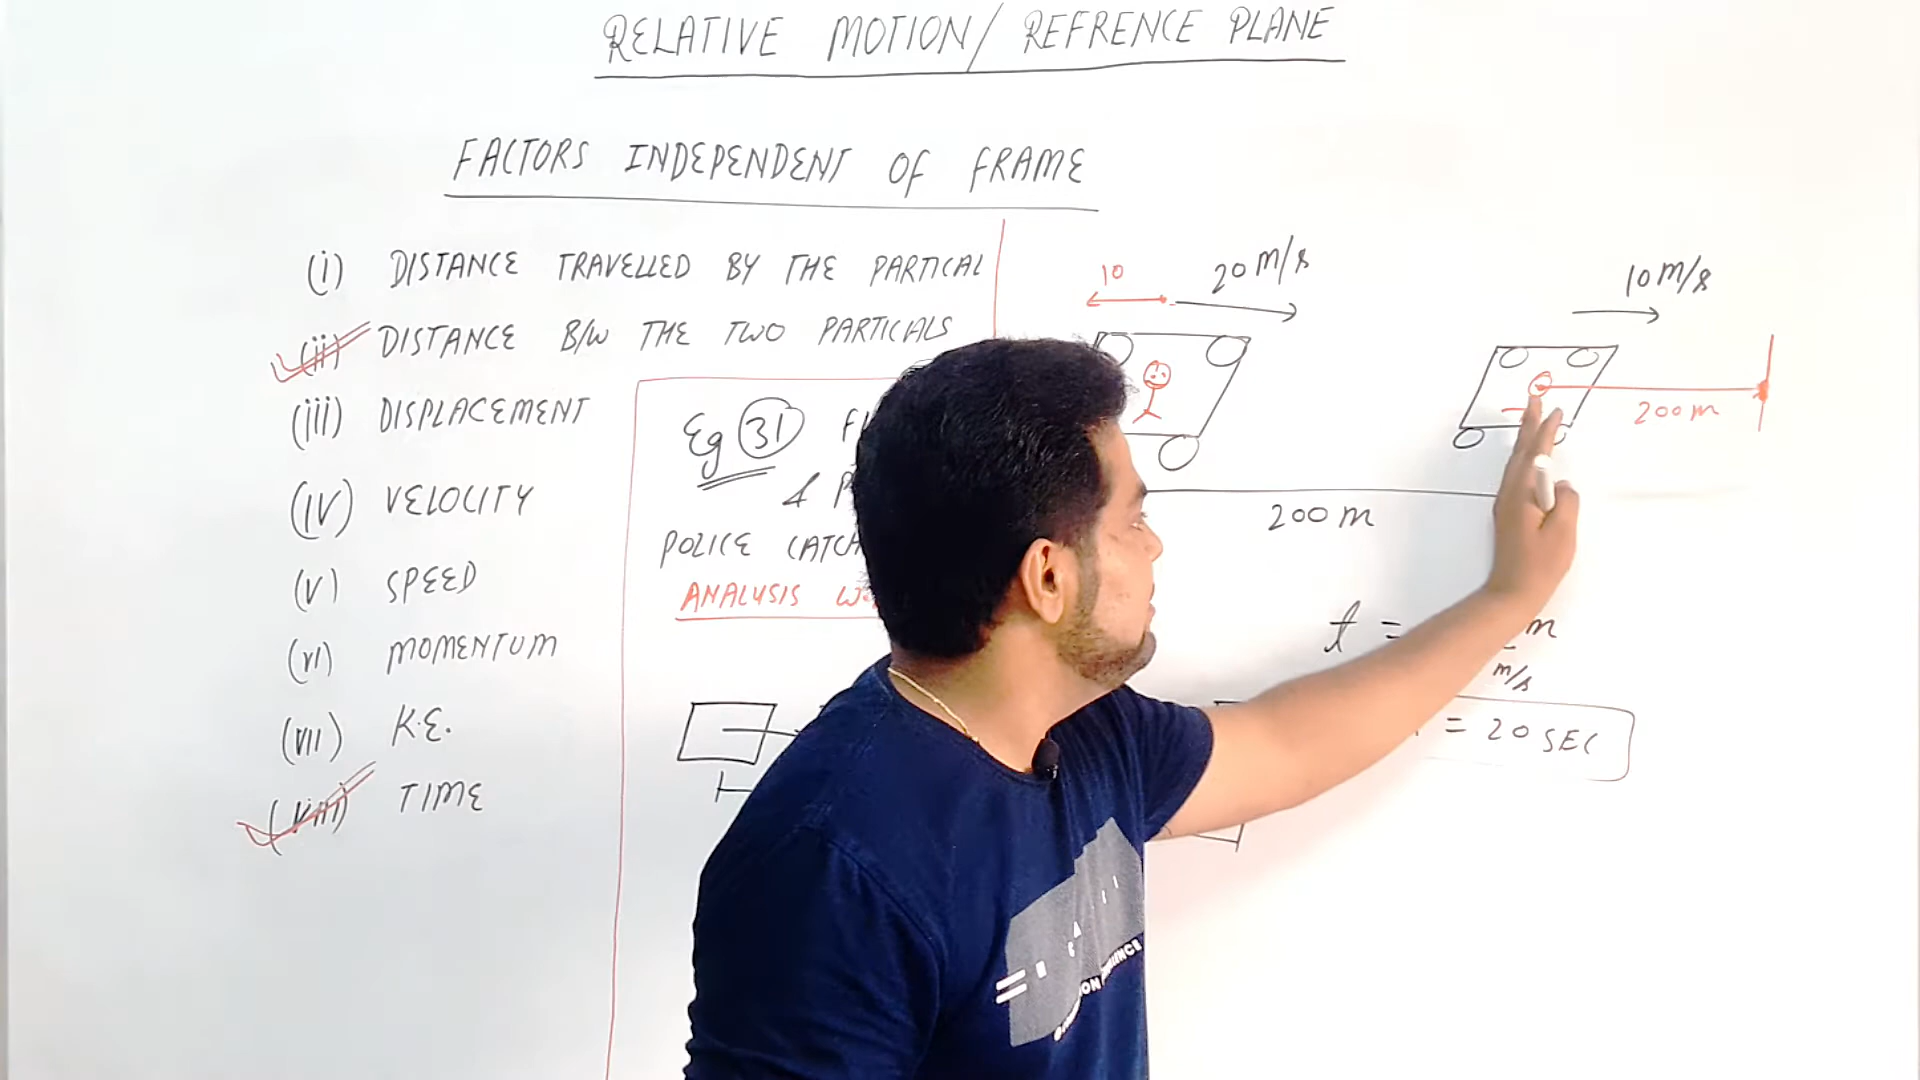 RELATIVE MOTION / REFRENCE PLANE
FACTORS INDEPENDENT OF FRAME
(i) DISTANCE TRAVELLED BY THE PARTICAL
(ii) DISTANCE B/W THE TWO PARTICALS
(iii) DISPLACEMENT
(IV) VELOCITY
(V) SPEED
(VI) MOMENTUM
(VII) K.E.
(VIII) TIME
Eg 31
&
POLICE
ANALYSIS
10
20 m/s
10 m/s
200 m
200 m
t =
m
m/s
= 20 SEC